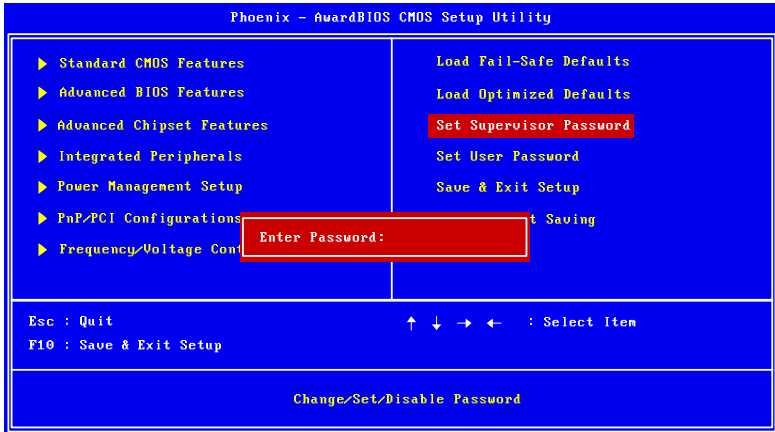 Phoenix - AwardBIOS CMOS Setup Utility
Standard CMOS Features
Advanced BIOS Features
Advanced Chipset Features
Integrated Peripherals
Power Management Setup
PnP/PCI Configurations
Frequency/Voltage Cont
Load Fail-Safe Defaults
Load Optimized Defaults
Set Supervisor Password
Set User Password
Save & Exit Setup
t Saving
Enter Password:
Esc : Quit
F10 : Save & Exit Setup
↑ ↓ → ← : Select Item
Change/Set/Disable Password